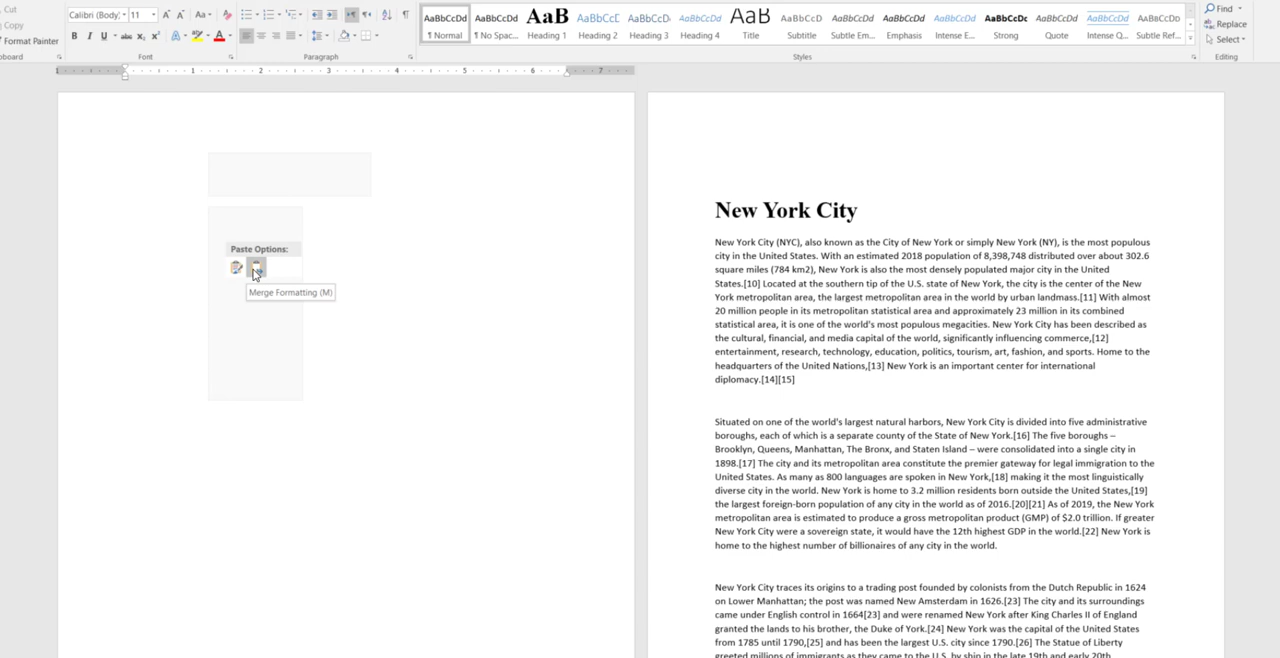 Cut
Copy
Format Painter
board
Calibri (Body)
11
A A Aa
B I U abc x₂ x² A A
Font
Paragraph
AaBbCcDd AaBbCcDd AaB AaBbCcD AaBbCcDd AaBbCcDd AaB AaBbCcD AaBbCcDd AaBbCcDd AaBbCcDd AaBbCcDc AaBbCcDd AaBbCcDd AaBbCcDd
¶ Normal ¶ No Spac... Heading 1 Heading 2 Heading 3 Heading 4 Title Subtitle Subtle Em... Emphasis Intense E... Strong Quote Intense Q... Subtle Ref...
Styles
Find
Replace
Select
Editing
1 1 2 3 4 5 6 7
Paste Options:
Merge Formatting (M)
New York City
New York City (NYC), also known as the City of New York or simply New York (NY), is the most populous
city in the United States. With an estimated 2018 population of 8,398,748 distributed over about 302.6
square miles (784 km2), New York is also the most densely populated major city in the United
States.[10] Located at the southern tip of the U.S. state of New York, the city is the center of the New
York metropolitan area, the largest metropolitan area in the world by urban landmass.[11] With almost
20 million people in its metropolitan statistical area and approximately 23 million in its combined
statistical area, it is one of the world's most populous megacities. New York City has been described as
the cultural, financial, and media capital of the world, significantly influencing commerce,[12]
entertainment, research, technology, education, politics, tourism, art, fashion, and sports. Home to the
headquarters of the United Nations,[13] New York is an important center for international
diplomacy.[14][15]
Situated on one of the world's largest natural harbors, New York City is divided into five administrative
boroughs, each of which is a separate county of the State of New York.[16] The five boroughs –
Brooklyn, Queens, Manhattan, The Bronx, and Staten Island – were consolidated into a single city in
1898.[17] The city and its metropolitan area constitute the premier gateway for legal immigration to the
United States. As many as 800 languages are spoken in New York,[18] making it the most linguistically
diverse city in the world. New York is home to 3.2 million residents born outside the United States,[19]
the largest foreign-born population of any city in the world as of 2016.[20][21] As of 2019, the New York
metropolitan area is estimated to produce a gross metropolitan product (GMP) of $2.0 trillion. If greater
New York City were a sovereign state, it would have the 12th highest GDP in the world.[22] New York is
home to the highest number of billionaires of any city in the world.
New York City traces its origins to a trading post founded by colonists from the Dutch Republic in 1624
on Lower Manhattan; the post was named New Amsterdam in 1626.[23] The city and its surroundings
came under English control in 1664[23] and were renamed New York after King Charles II of England
granted the lands to his brother, the Duke of York.[24] New York was the capital of the United States
from 1785 until 1790,[25] and has been the largest U.S. city since 1790.[26] The Statue of Liberty
greeted millions of immigrants as they came to the U.S. by ship in the late 19th and early 20th